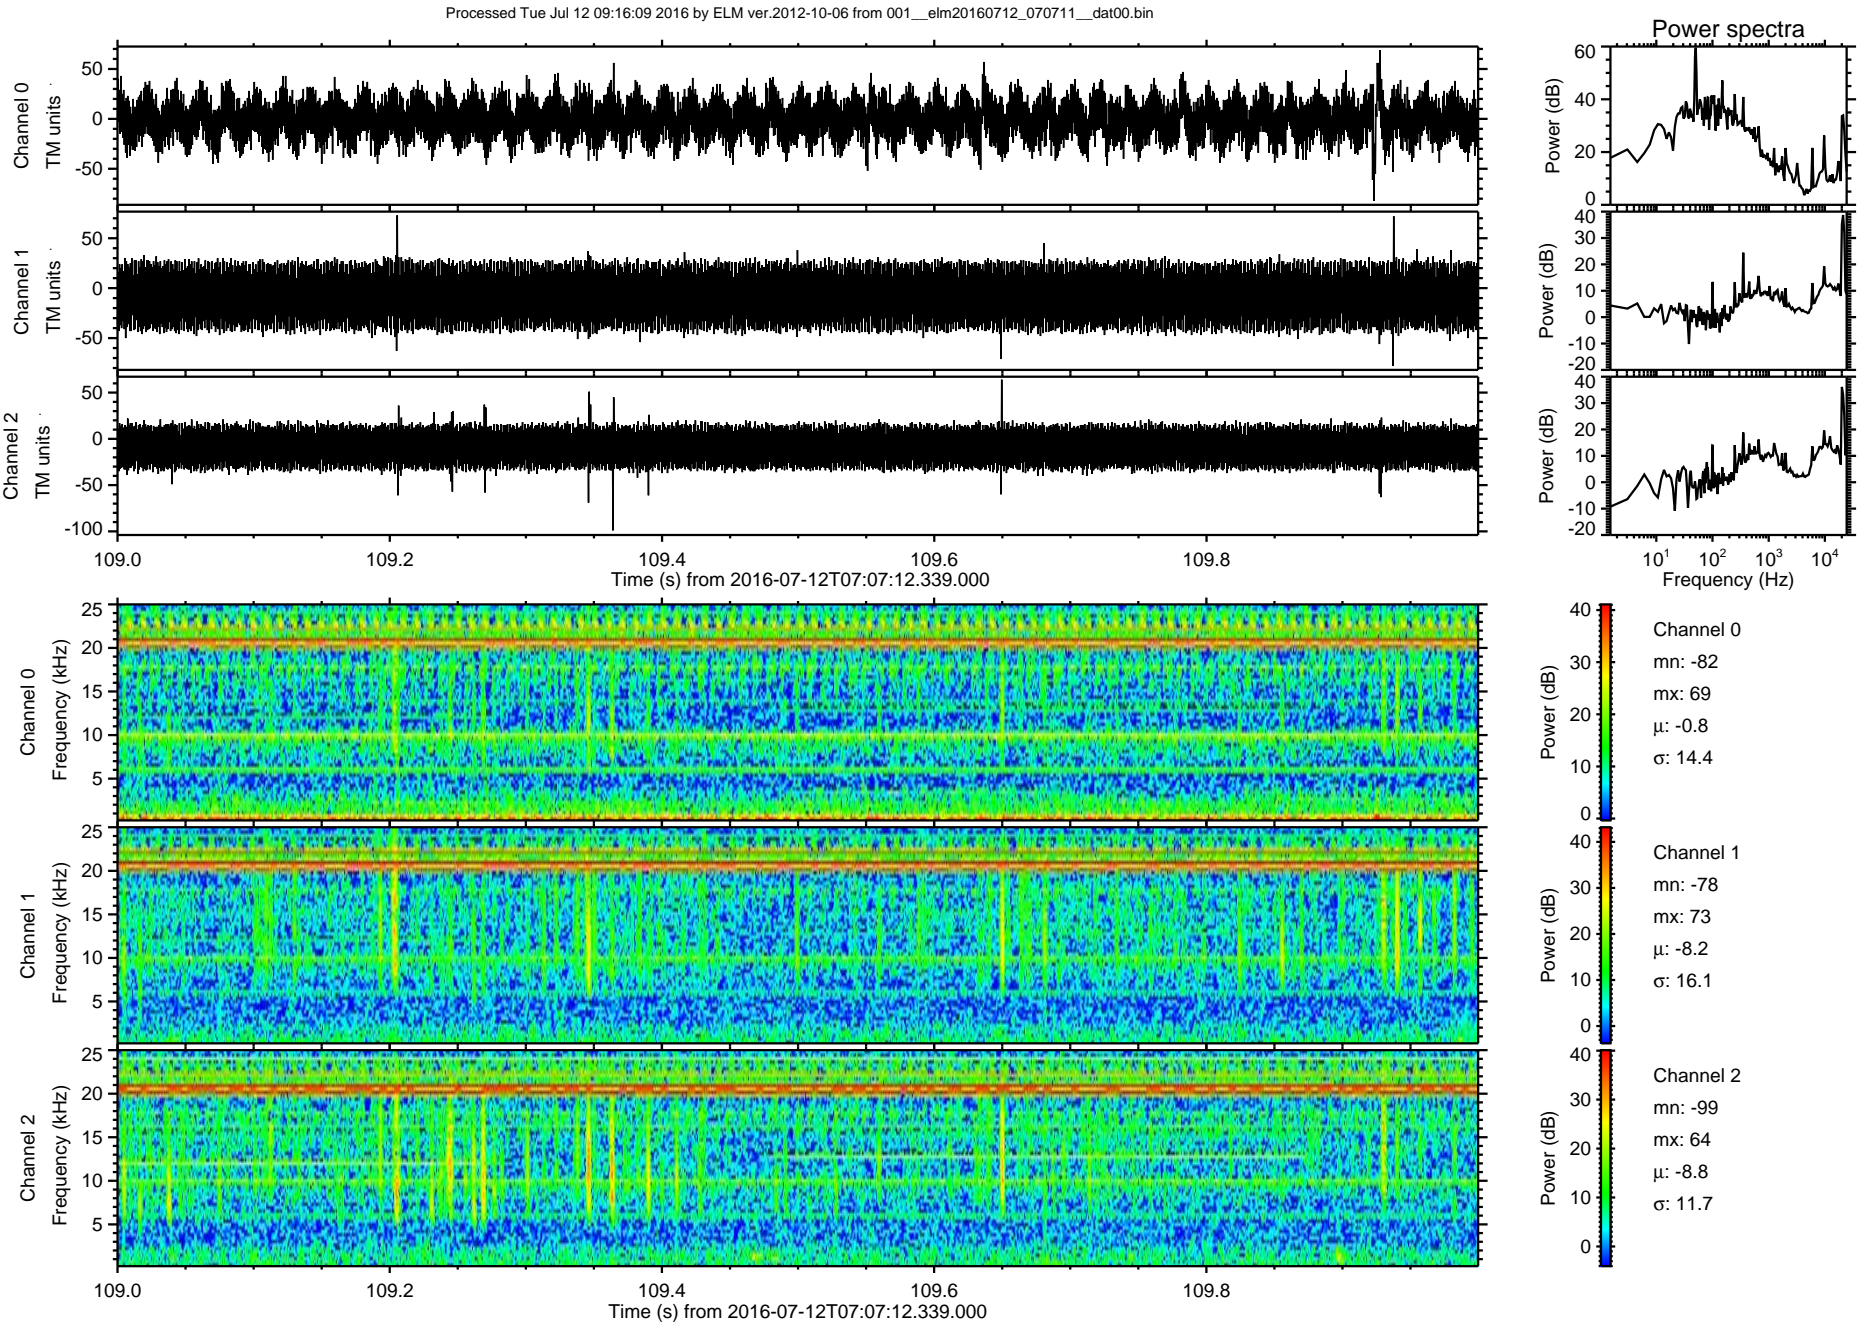 Processed Tue Jul 12 09:16:09 2016 by ELM ver.2012-10-06 from 001__elm20160712_070711__dat00.bin
Power spectra
Channel 0
TM units
50
0
-50
Power (dB)
60
40
20
0
Channel 1
TM units
50
0
-50
Power (dB)
40
30
20
10
0
-10
-20
Channel 2
TM units
50
0
-50
-100
Power (dB)
40
30
20
10
0
-10
-20
109.0 109.2 109.4 109.6 109.8
Time (s) from 2016-07-12T07:07:12.339.000
10¹ 10² 10³ 10⁴
Frequency (Hz)
Channel 0
Frequency (kHz)
25
20
15
10
5
Power (dB)
40
30
20
10
0
Channel 0
mn: -82
mx: 69
μ: -0.8
σ: 14.4
Channel 1
Frequency (kHz)
25
20
15
10
5
Power (dB)
40
30
20
10
0
Channel 1
mn: -78
mx: 73
μ: -8.2
σ: 16.1
Channel 2
Frequency (kHz)
25
20
15
10
5
Power (dB)
40
30
20
10
0
Channel 2
mn: -99
mx: 64
μ: -8.8
σ: 11.7
109.0 109.2 109.4 109.6 109.8
Time (s) from 2016-07-12T07:07:12.339.000